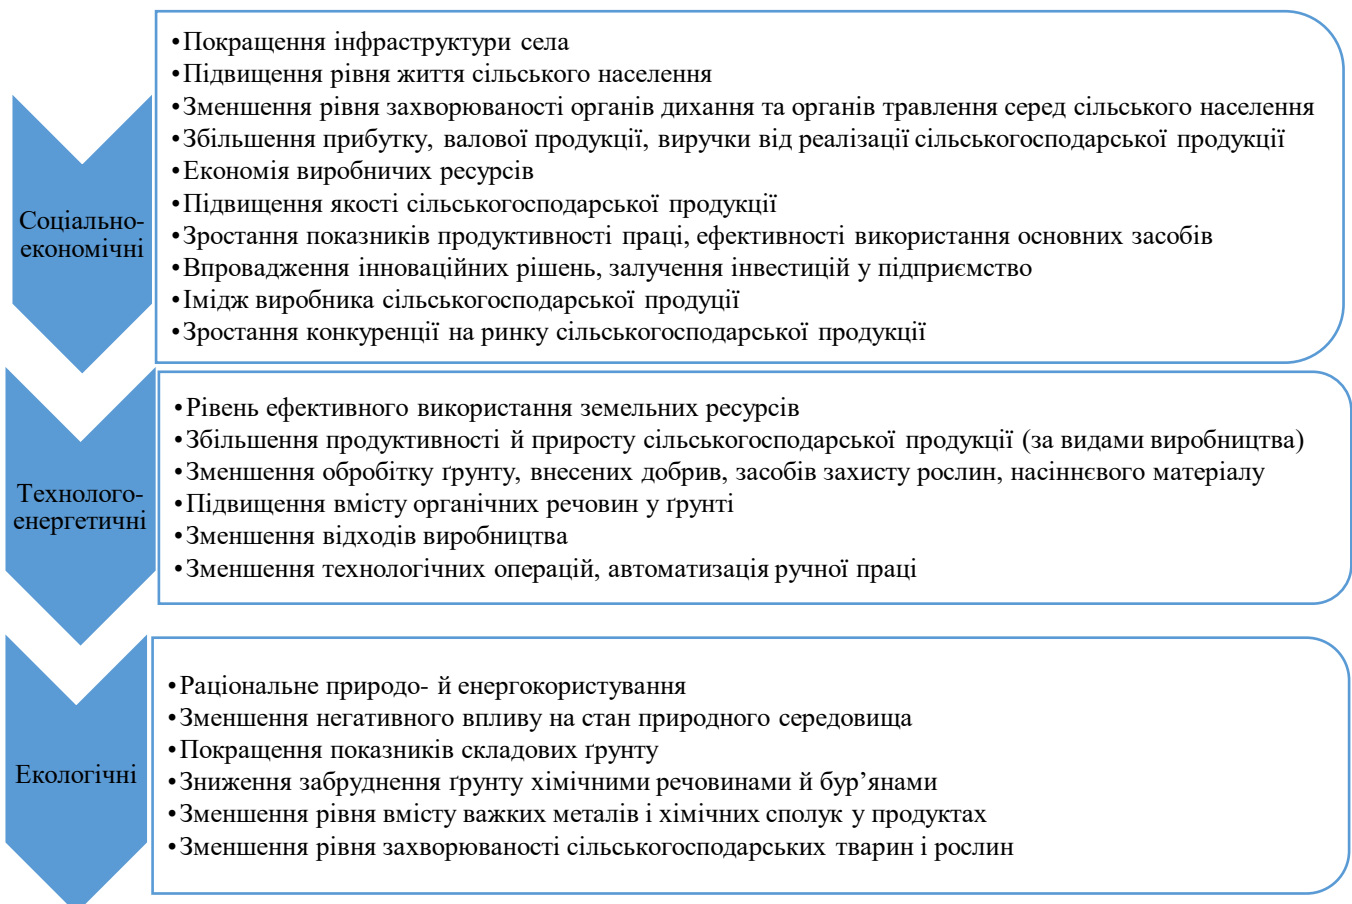 •Покращення інфраструктури села
•Підвищення рівня життя сільського населення
•Зменшення рівня захворюваності органів дихання та органів травлення серед сільського населення
•Збільшення прибутку, валової продукції, виручки від реалізації сільськогосподарської продукції
•Економія виробничих ресурсів
•Підвищення якості сільськогосподарської продукції
•Зростання показників продуктивності праці, ефективності використання основних засобів
•Впровадження інноваційних рішень, залучення інвестицій у підприємство
•Імідж виробника сільськогосподарської продуції
•Зростання конкуренції на ринку сільськогосподарської продукції
Соціально-
економічні
•Рівень ефективного використання земельних ресурсів
•Збільшення продуктивності й приросту сільськогосподарської продукції (за видами виробництва)
•Зменшення обробітку ґрунту, внесених добрив, засобів захисту рослин, насіннєвого матеріалу
•Підвищення вмісту органічних речовин у ґрунті
•Зменшення відходів виробництва
•Зменшення технологічних операцій, автоматизація ручної праці
Технолого-
енергетичні
•Раціональне природо- й енергокористування
•Зменшення негативного впливу на стан природного середовища
•Покращення показників складових ґрунту
•Зниження забруднення ґрунту хімічними речовинами й бур’янами
•Зменшення рівня вмісту важких металів і хімічних сполук у продуктах
•Зменшення рівня захворюваності сільськогосподарських тварин і рослин
Екологічні